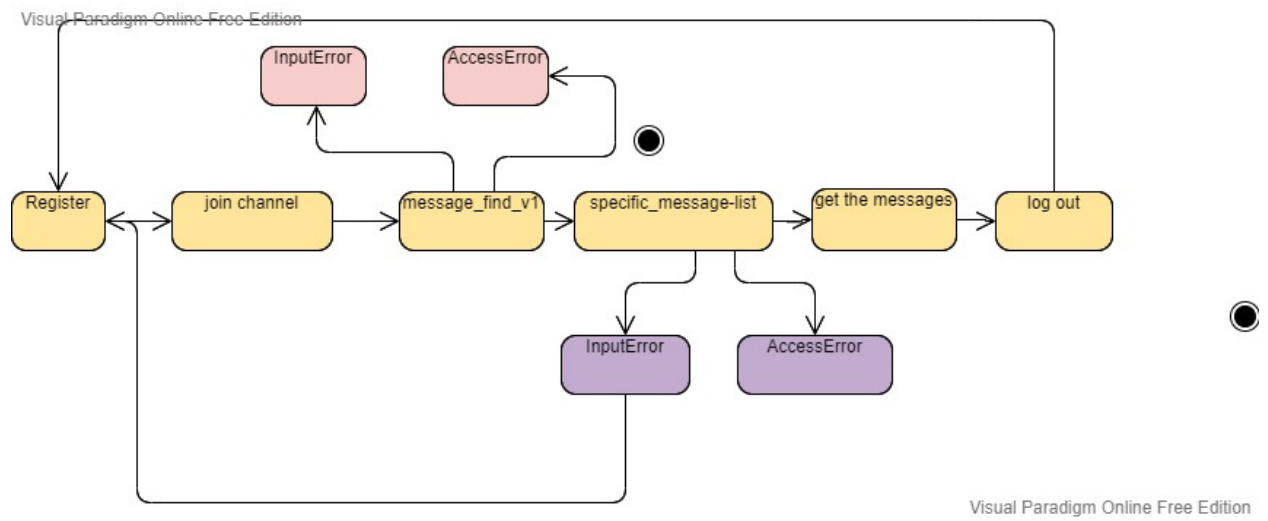 Visual Paradigm Online Free Edition
InputError
AccessError
Register
join channel
message_find_v1
specific_message-list
get the messages
log out
InputError
AccessError
Visual Paradigm Online Free Edition